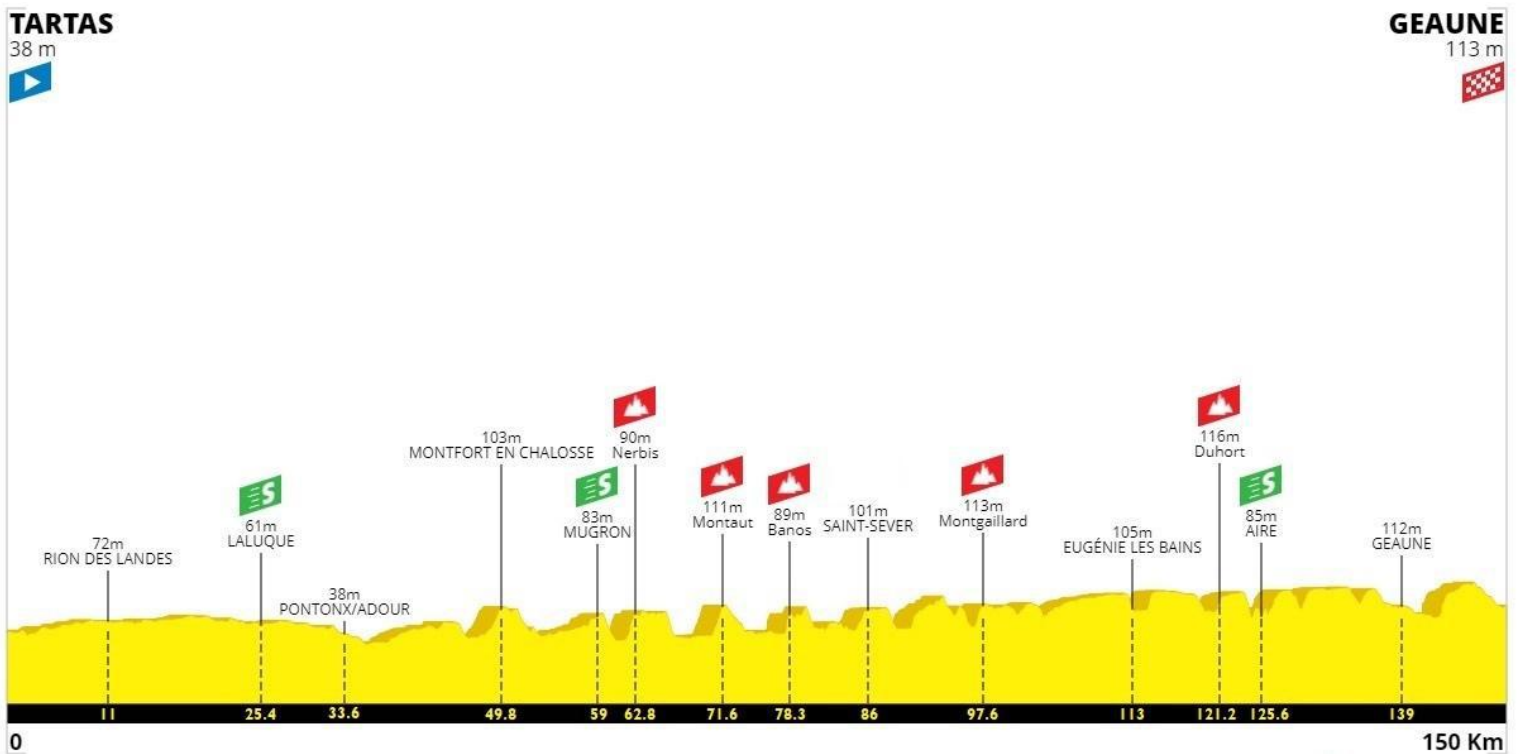 TARTAS
38 m
GEAUNE
113 m
72m
RION DES LANDES
S
61m
LALUQUE
38m
PONTONX/ADOUR
103m
MONTFORT EN CHALOSSE
S
83m
MUGRON
90m
Nerbis
111m
Montaut
89m
Banos
101m
SAINT-SEVER
113m
Montgaillard
105m
EUGÉNIE LES BAINS
116m
Duhort
S
85m
AIRE
112m
GEAUNE
11 25.4 33.6 49.8 59 62.8 71.6 78.3 86 97.6 113 121.2 125.6 139
0 150 Km